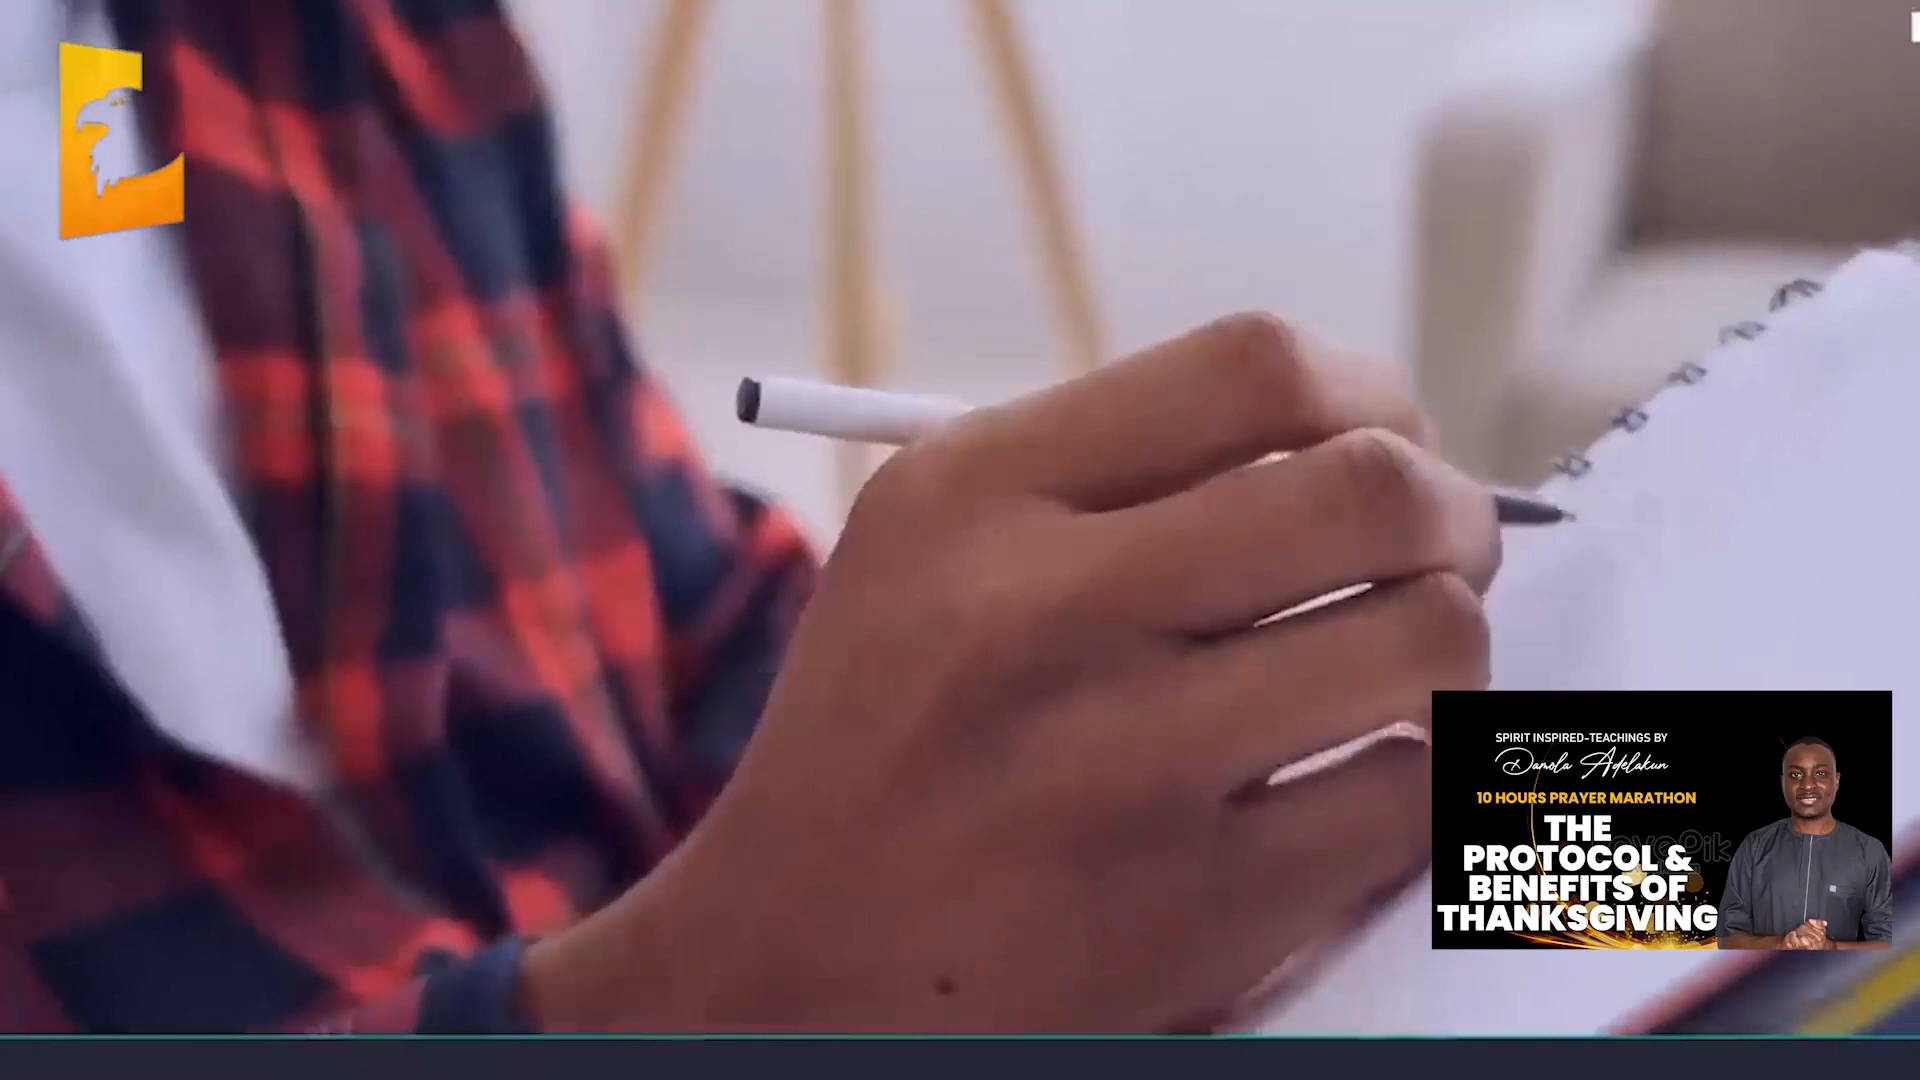 SPIRIT INSPIRED-TEACHINGS BY
Damola Adelakun
10 HOURS PRAYER MARATHON
THE
PROTOCOL &
BENEFITS OF
THANKSGIVING